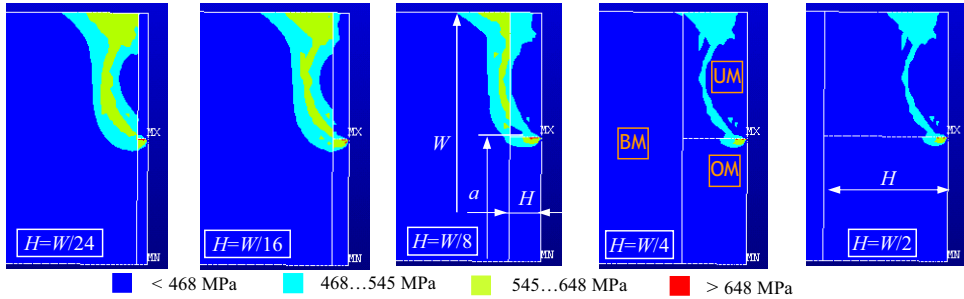 MX
MN
H=W/24
MX
MN
H=W/16
MX
W
a
H
MN
H=W/8
MX
UM
BM
OM
MN
H=W/4
MX
H
MN
H=W/2
< 468 MPa 468…545 MPa 545…648 MPa > 648 MPa